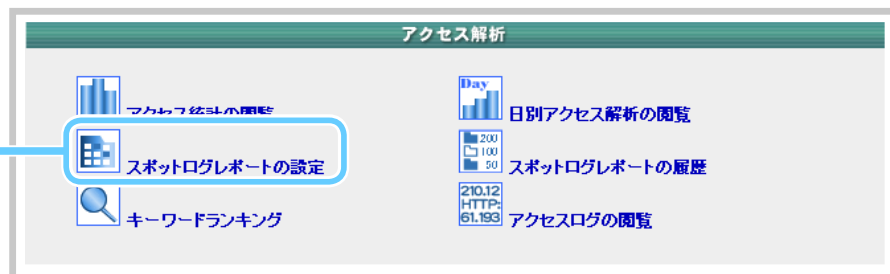 アクセス解析
アクセス統計の閲覧
Day
日別アクセス解析の閲覧
スポットログレポートの設定
200
100
50
スポットログレポートの履歴
キーワードランキング
210.12
HTTP:
61.193
アクセスログの閲覧